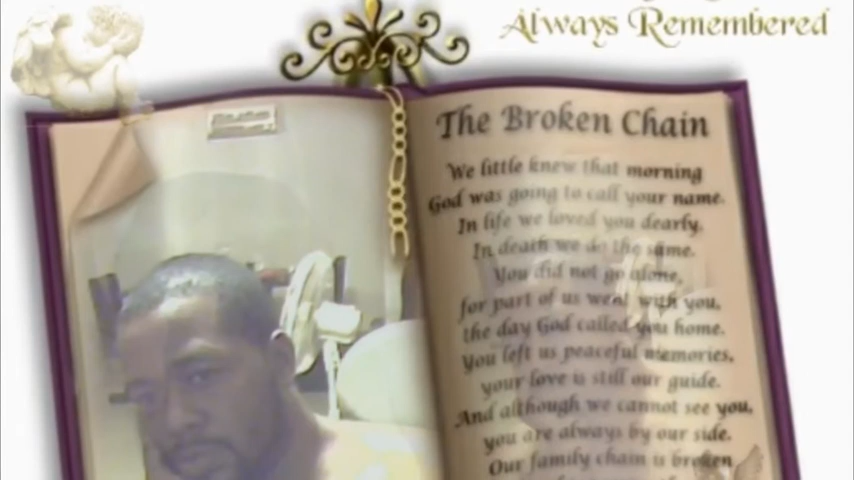 Always Remembered
The Broken Chain
We little knew that morning
God was going to call your name.
In life we loved you dearly,
In death we do the same.
You did not go alone,
for part of us went with you,
the day God called you home.
You left us peaceful memories,
your love is still our guide.
And although we cannot see you,
you are always by our side.
Our family chain is broken